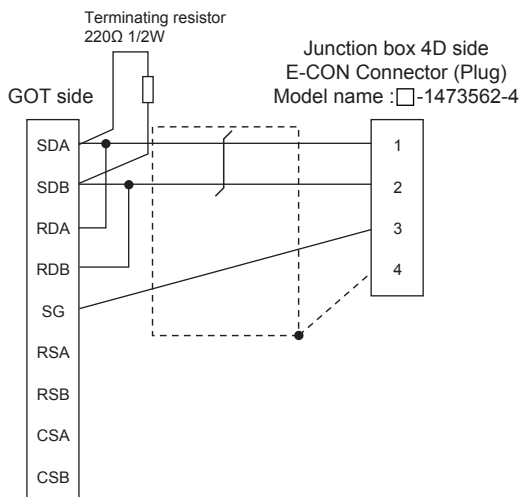 Terminating resistor
220Ω 1/2W
Junction box 4D side
E-CON Connector (Plug)
GOT side
Model name :□-1473562-4
SDA
1
SDB
2
RDA
3
RDB
4
SG
RSA
RSB
CSA
CSB